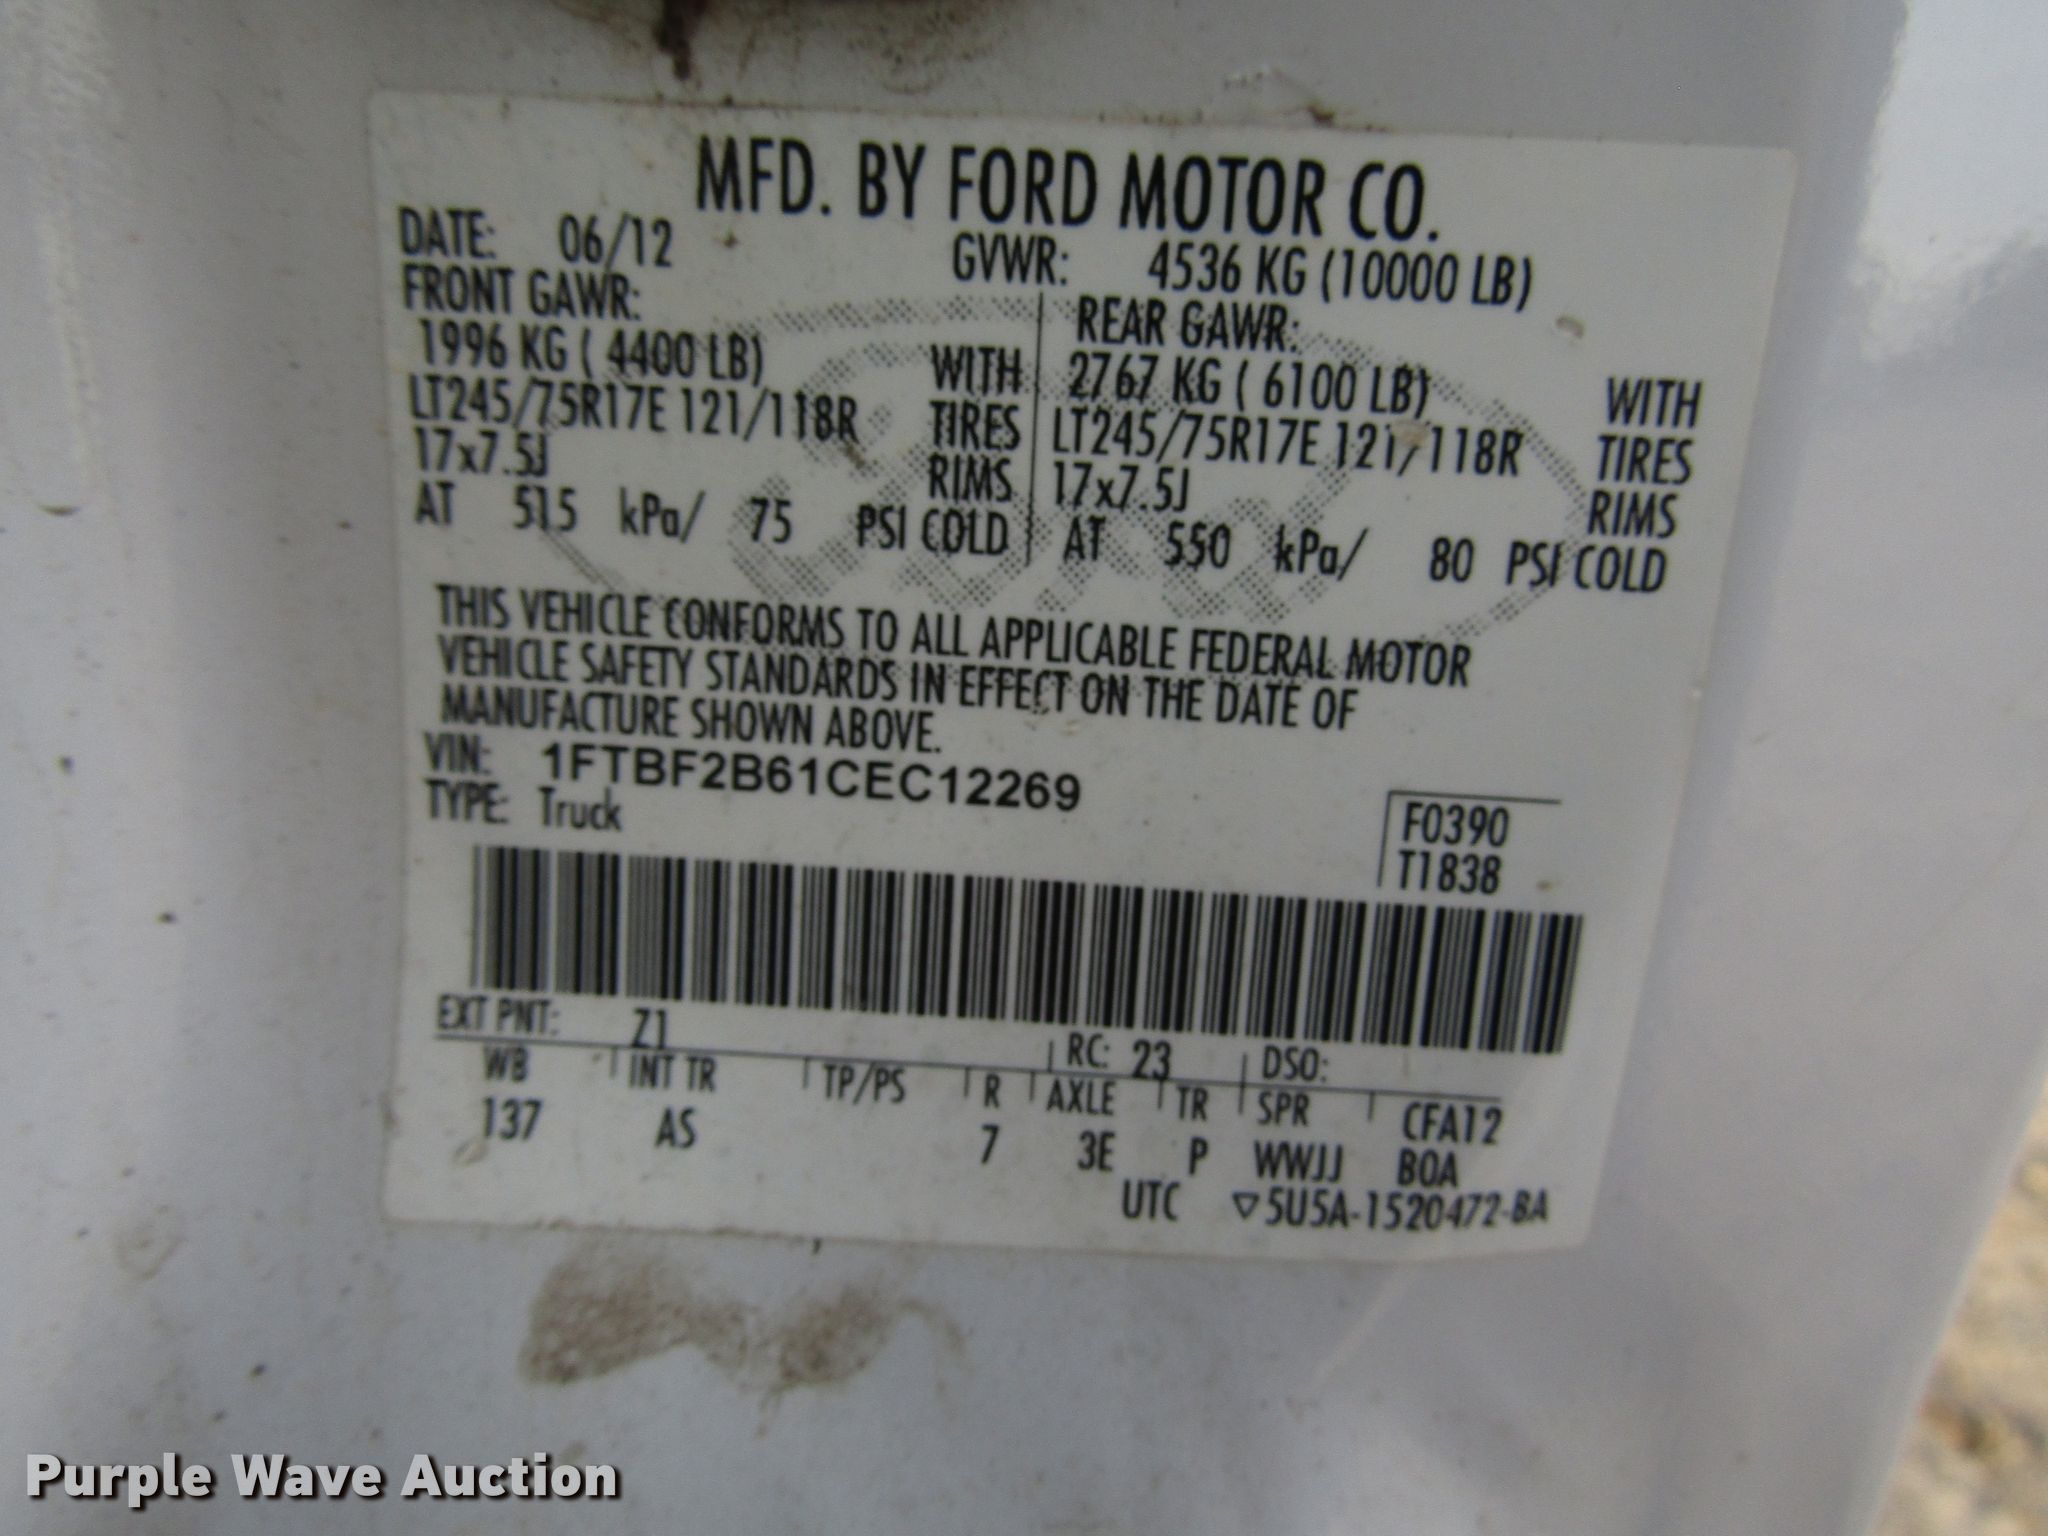 MFD. BY FORD MOTOR CO.
DATE: 06/12 GVWR: 4536 KG (10000 LB)
FRONT GAWR: REAR GAWR:
1996 KG ( 4400 LB) WITH 2767 KG ( 6100 LB) WITH
LT245/75R17E 121/118R TIRES LT245/75R17E 121/118R TIRES
17x7.5J RIMS 17x7.5J RIMS
AT 515 kPa/ 75 PSI COLD AT 550 kPa/ 80 PSI COLD
Ford
THIS VEHICLE CONFORMS TO ALL APPLICABLE FEDERAL MOTOR
VEHICLE SAFETY STANDARDS IN EFFECT ON THE DATE OF
MANUFACTURE SHOWN ABOVE.
VIN: 1FTBF2B61CEC12269
TYPE: Truck
F0390
T1838
EXT PNT: Z1 RC: 23 DSO:
WB INT TR TP/PS R AXLE TR SPR CFA12
137 AS 7 3E P WWJJ BOA
UTC ▽5U5A-1520472-BA
Purple Wave Auction